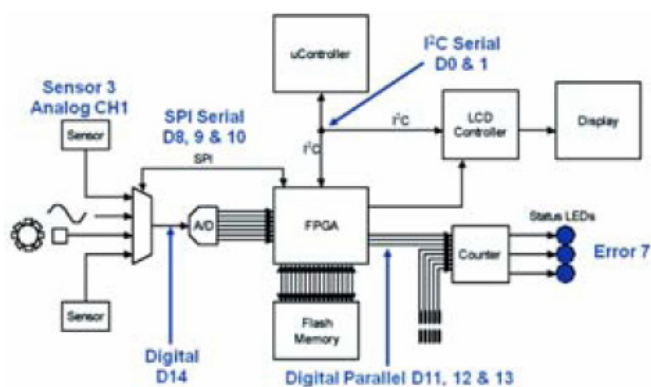 I²C Serial
D0 & 1
uController
Sensor 3
Analog CH1
SPI Serial
D8, 9 & 10
Sensor
LCD
Controller
Display
I²C
I²C
SPI
A/D
FPGA
Status LEDs
Counter
Error 7
Sensor
Flash
Memory
Digital
D14
Digital Parallel D11, 12 & 13